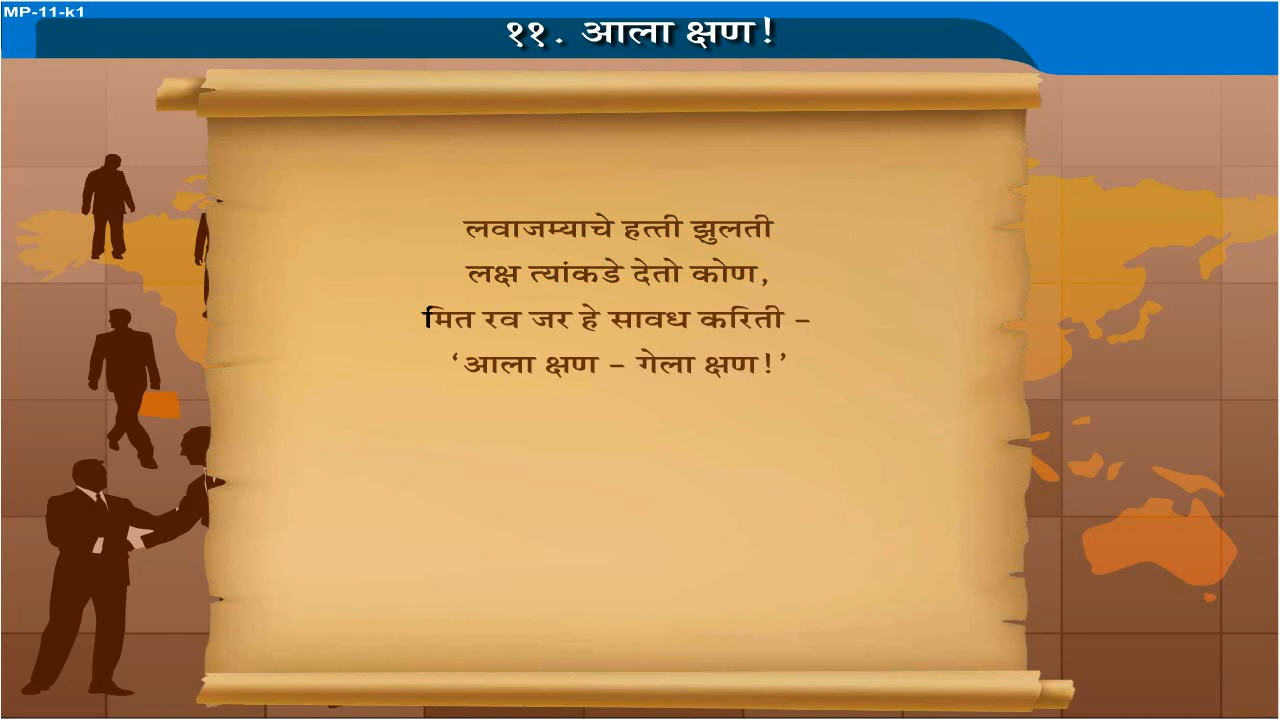 MP-11-k1
११. आला क्षण!
लवाजम्याचे हत्ती झुलती
लक्ष त्यांकडे देतो कोण,
मित रव जर हे सावध करिती –
‘आला क्षण – गेला क्षण!’